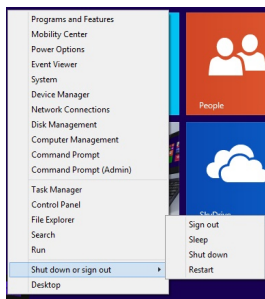 Programs and Features
Mobility Center
Power Options
Event Viewer
System
Device Manager
Network Connections
Disk Management
Computer Management
Command Prompt
Command Prompt (Admin)
Task Manager
Control Panel
File Explorer
Search
Run
Shut down or sign out
Desktop
People
SkyDrive
Sign out
Sleep
Shut down
Restart